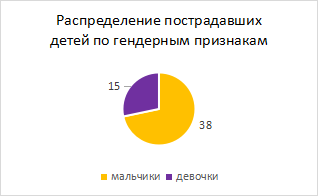 Распределение пострадавших
детей по гендерным признакам
15
38
мальчики девочки